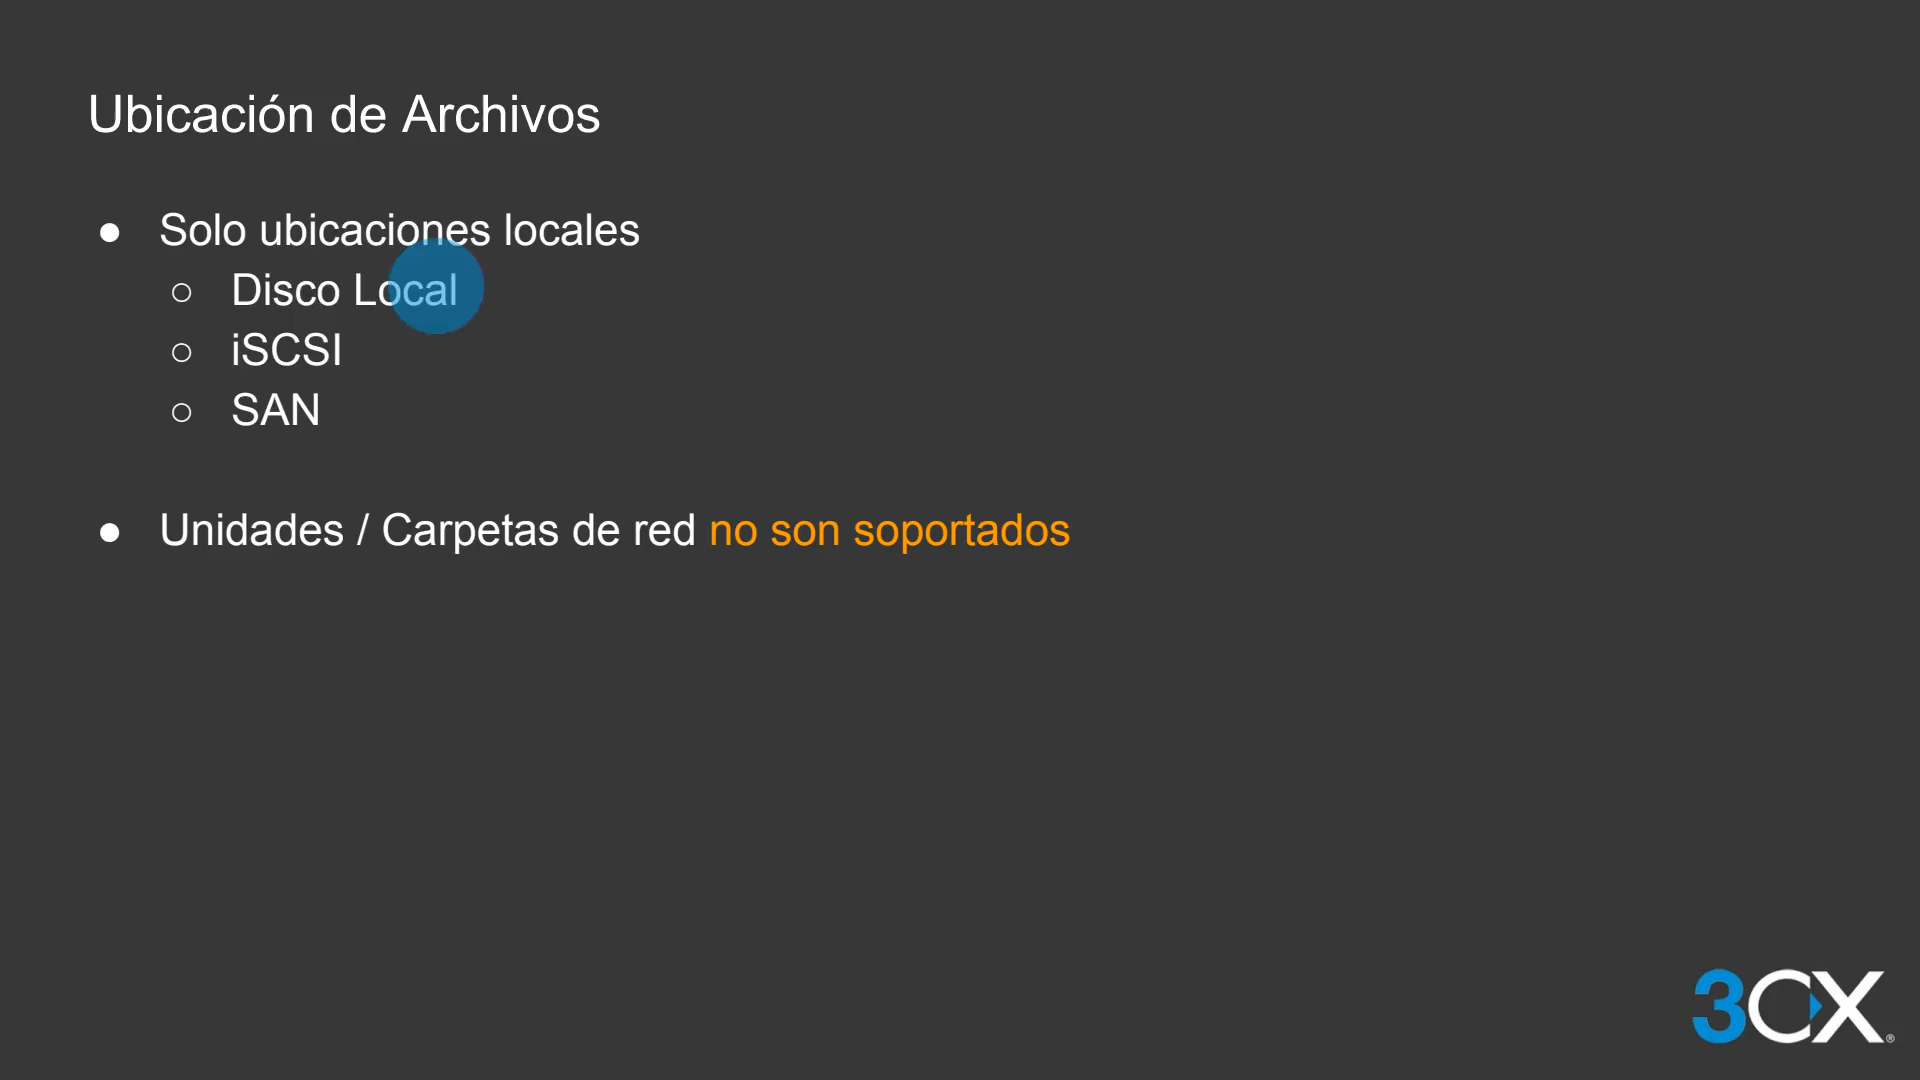 Ubicación de Archivos
● Solo ubicaciones locales
○ Disco Local
○ iSCSI
○ SAN
● Unidades / Carpetas de red no son soportados
3CX®